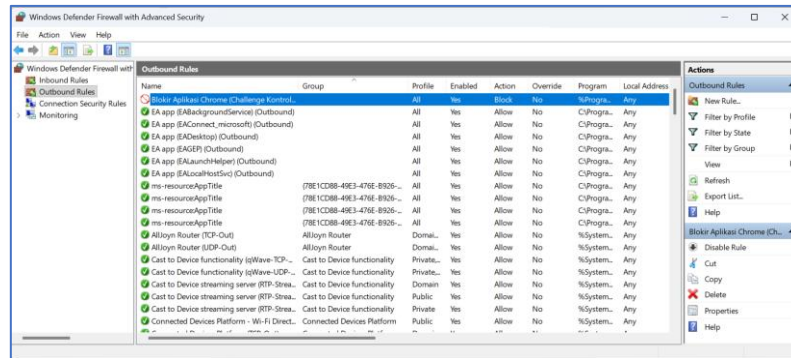 Windows Defender Firewall with Advanced Security
File Action View Help
Windows Defender Firewall with
Inbound Rules
Outbound Rules
Connection Security Rules
Monitoring
Outbound Rules
Name Group Profile Enabled Action Override Program Local Address
Blokir Aplikasi Chrome (Challenge Kontrol... All Yes Block No %Progra... Any
EA app (EABackgroundService) (Outbound) All Yes Allow No C:\Progra... Any
EA app (EAConnect_microsoft) (Outbound) All Yes Allow No C:\Progra... Any
EA app (EADesktop) (Outbound) All Yes Allow No C:\Progra... Any
EA app (EAGEP) (Outbound) All Yes Allow No C:\Progra... Any
EA app (EALaunchHelper) (Outbound) All Yes Allow No C:\Progra... Any
EA app (EALocalHostSvc) (Outbound) All Yes Allow No C:\Progra... Any
ms-resource:AppTitle {78E1CD88-49E3-476E-B926-... All Yes Allow No C:\Progra... Any
ms-resource:AppTitle {78E1CD88-49E3-476E-B926-... All Yes Allow No C:\Progra... Any
ms-resource:AppTitle {78E1CD88-49E3-476E-B926-... All Yes Allow No C:\Progra... Any
ms-resource:AppTitle {78E1CD88-49E3-476E-B926-... All Yes Allow No C:\Progra... Any
AllJoyn Router (TCP-Out) AllJoyn Router Domai... Yes Allow No %System... Any
AllJoyn Router (UDP-Out) AllJoyn Router Domai... Yes Allow No %System... Any
Cast to Device functionality (qWave-TCP-... Cast to Device functionality Private,... Yes Allow No %System... Any
Cast to Device functionality (qWave-UDP-... Cast to Device functionality Private,... Yes Allow No %System... Any
Cast to Device streaming server (RTP-Strea... Cast to Device functionality Domain Yes Allow No %System... Any
Cast to Device streaming server (RTP-Strea... Cast to Device functionality Public Yes Allow No %System... Any
Cast to Device streaming server (RTP-Strea... Cast to Device functionality Private Yes Allow No %System... Any
Connected Devices Platform - Wi-Fi Direct... Connected Devices Platform Public Yes Allow No %System... Any
Actions
Outbound Rules
New Rule...
Filter by Profile
Filter by State
Filter by Group
View
Refresh
Export List...
Help
Blokir Aplikasi Chrome (Ch...
Disable Rule
Cut
Copy
Delete
Properties
Help